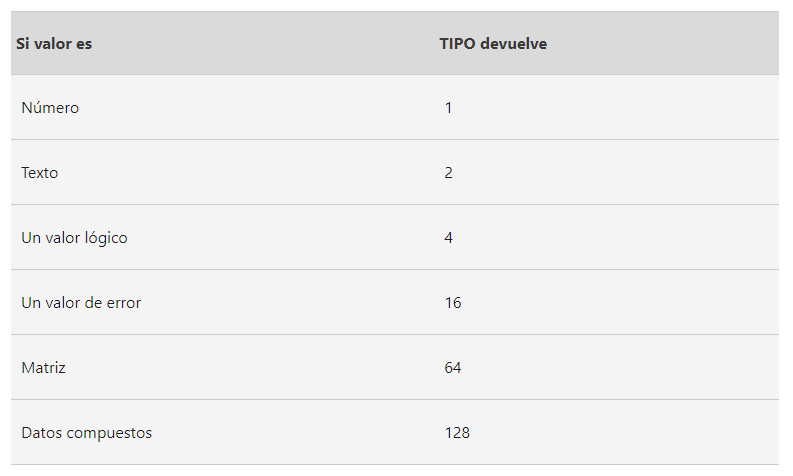 Si valor es TIPO devuelve
Número 1
Texto 2
Un valor lógico 4
Un valor de error 16
Matriz 64
Datos compuestos 128